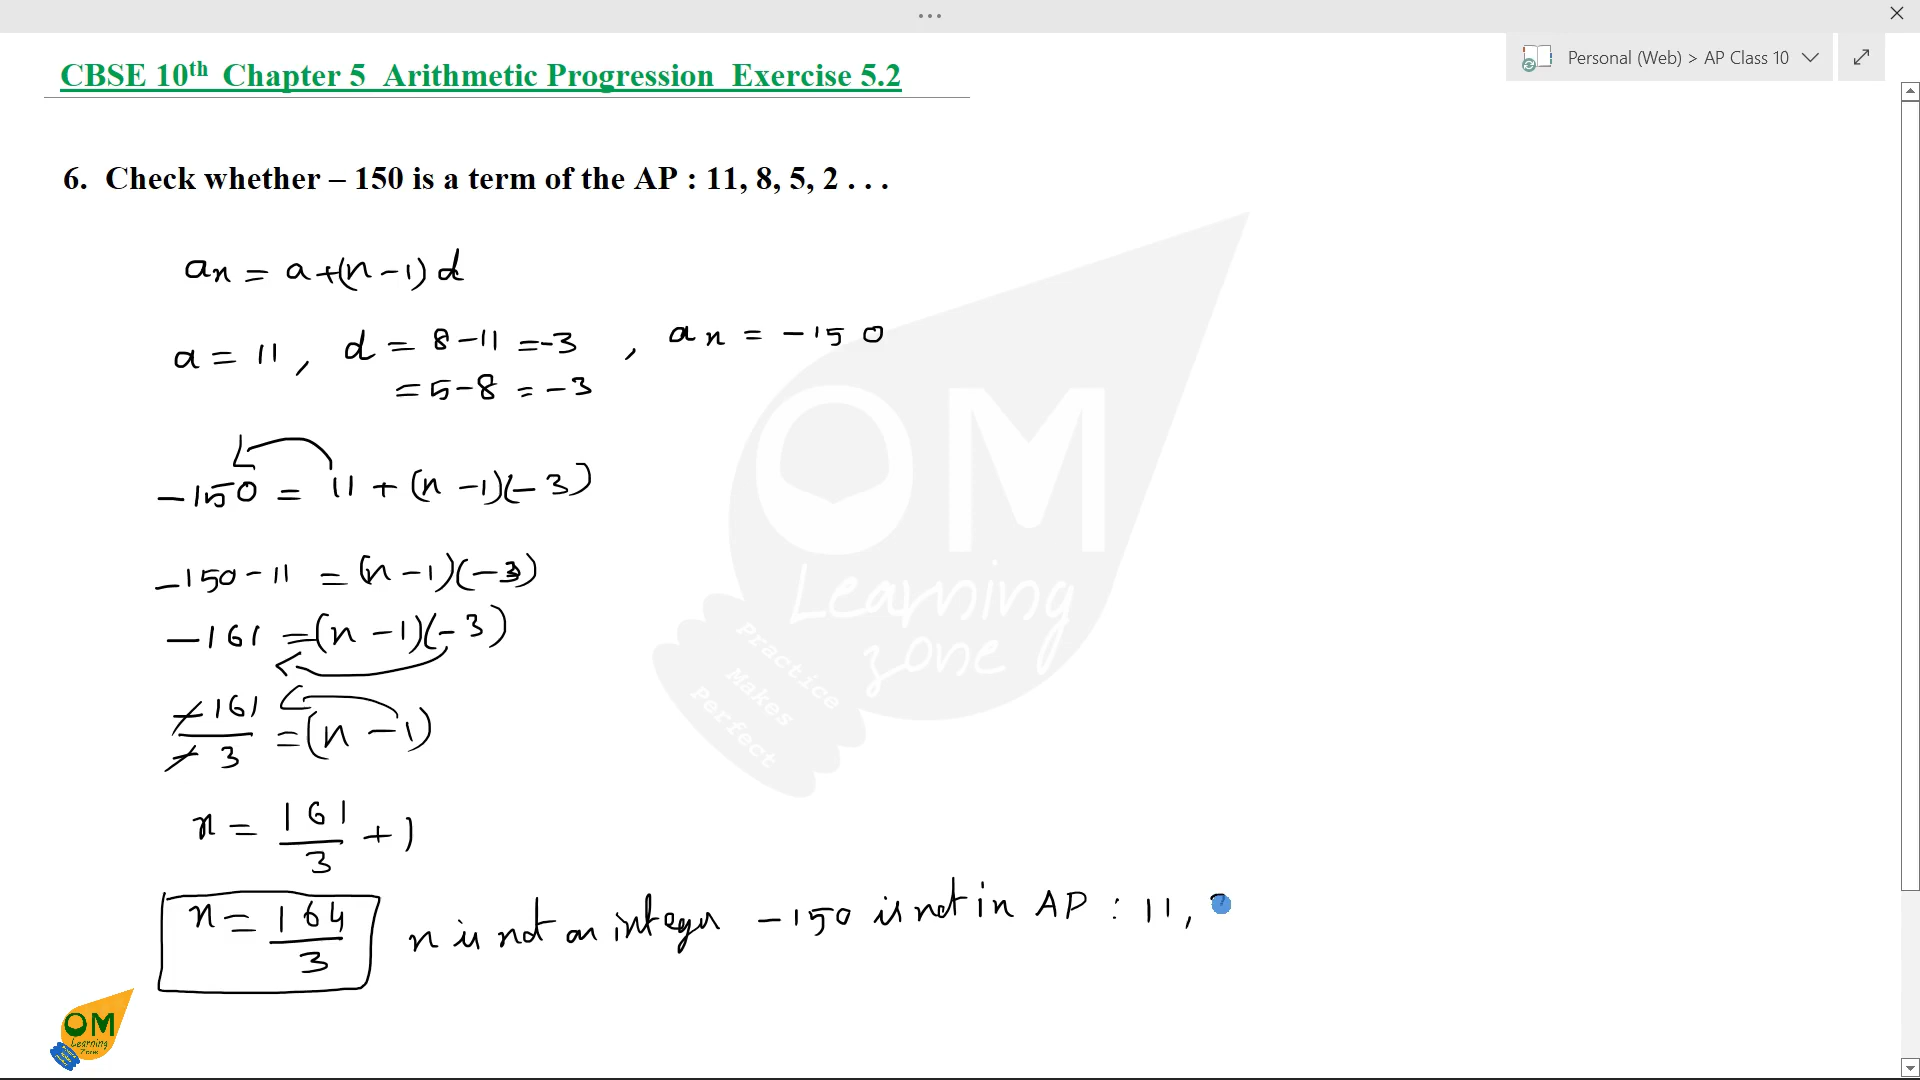 ...
Personal (Web) > AP Class 10
CBSE 10th Chapter 5 Arithmetic Progression Exercise 5.2
6. Check whether – 150 is a term of the AP : 11, 8, 5, 2 . . .
an = a+(n-1)d
a = 11, d = 8-11 = -3, an = -150
= 5-8 = -3
-150 = 11 + (n-1)(-3)
-150-11 = (n-1)(-3)
-161 = (n-1)(-3)
-161/-3 = (n-1)
n = 161/3 + 1
n = 164/3 n is not an integer -150 is not in AP : 11,
OM
Learning
zone
Practice
Makes
Perfect
OM
Learning
Zone